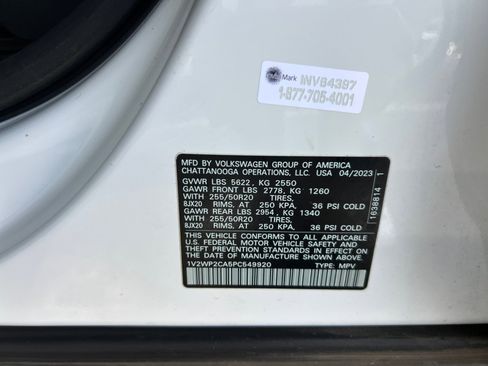 Mark INV84397
1-877-705-4001
MFD BY VOLKSWAGEN GROUP OF AMERICA
CHATTANOOGA OPERATIONS, LLC. USA 04/2023
GVWR LBS 5622, KG 2550
GAWR FRONT LBS 2778, KG 1260
WITH 255/50R20 TIRES,
8JX20 RIMS, AT 250 KPA, 36 PSI COLD
GAWR REAR LBS 2954, KG 1340
WITH 255/50R20 TIRES,
8JX20 RIMS, AT 250 KPA, 36 PSI COLD
THIS VEHICLE CONFORMS TO ALL APPLICABLE
U.S. FEDERAL MOTOR VEHICLE SAFETY AND
THEFT PREVENTION STANDARDS IN EFFECT
ON THE DATE OF MANUFACTURE SHOWN ABOVE.
1V2WP2CA5PC549920 TYPE: MPV
1638814 1